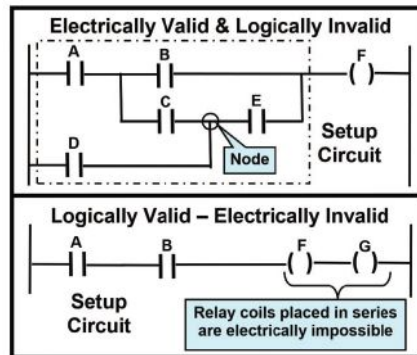 Electrically Valid & Logically Invalid
A
B
F
C
E
D
Node
Setup
Circuit
Logically Valid – Electrically Invalid
A
B
F
G
Setup
Circuit
Relay coils placed in series
are electrically impossible